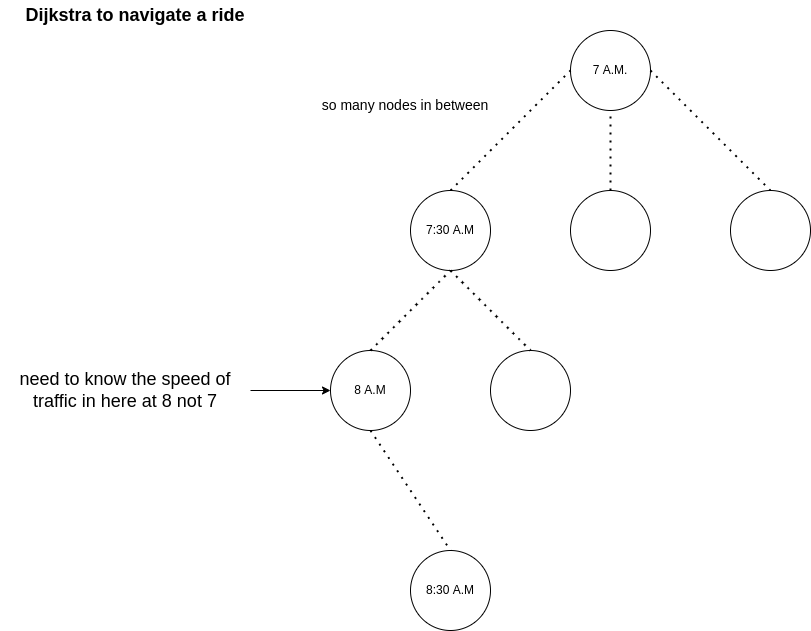 Dijkstra to navigate a ride
7 A.M.
so many nodes in between
7:30 A.M
need to know the speed of
traffic in here at 8 not 7
8 A.M
8:30 A.M